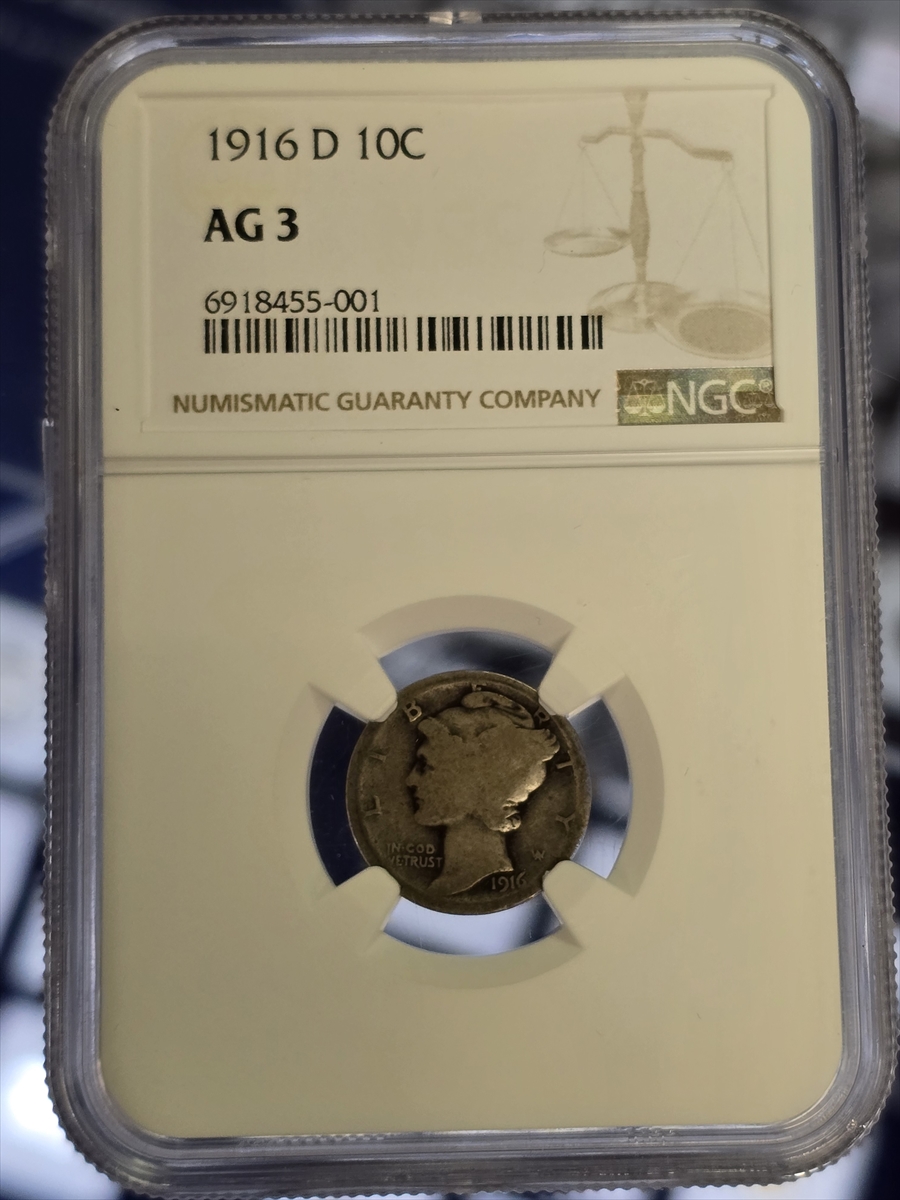 1916 D 10C
AG 3
6918455-001
NUMISMATIC GUARANTY COMPANY
NGC®
LIBERTY
IN GOD
WE TRUST
1916